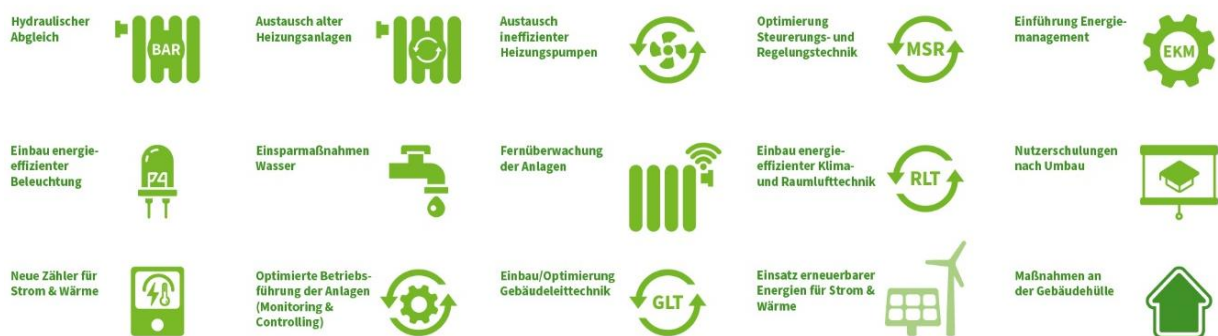 Hydraulischer
Abgleich
BAR
Austausch alter
Heizungsanlagen
Austausch
ineffizienter
Heizungspumpen
Optimierung
Steurerungs- und
Regelungstechnik
MSR
Einführung Energie-
management
EKM
Einbau energie-
effizienter
Beleuchtung
Einsparmaßnahmen
Wasser
Fernüberwachung
der Anlagen
Einbau energie-
effizienter Klima-
und Raumlufttechnik
RLT
Nutzerschulungen
nach Umbau
Neue Zähler für
Strom & Wärme
Optimierte Betriebs-
führung der Anlagen
(Monitoring &
Controlling)
Einbau/Optimierung
Gebäudeleittechnik
GLT
Einsatz erneuerbarer
Energien für Strom &
Wärme
Maßnahmen an
der Gebäudehülle